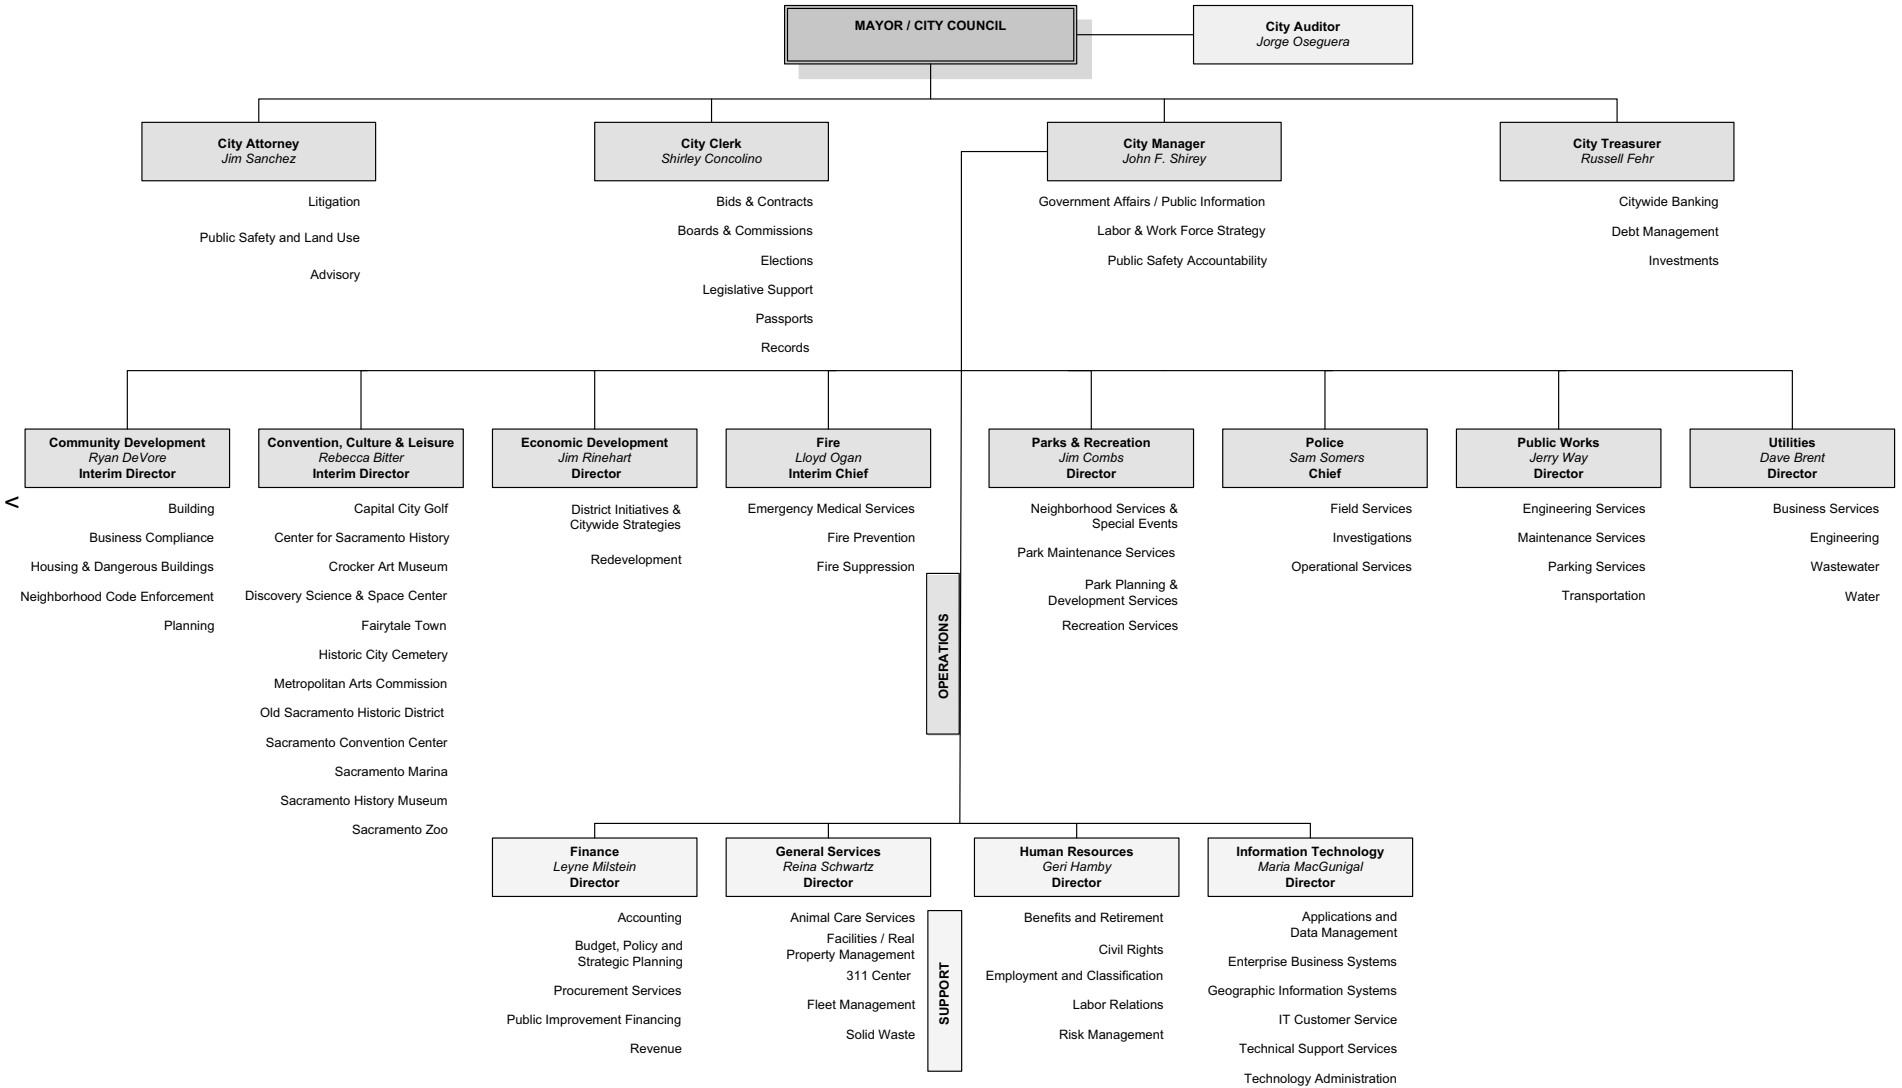 MAYOR / CITY COUNCIL
City Auditor
Jorge Oseguera
City Attorney
Jim Sanchez
Litigation
Public Safety and Land Use
Advisory
City Clerk
Shirley Concolino
Bids & Contracts
Boards & Commissions
Elections
Legislative Support
Passports
Records
City Manager
John F. Shirey
Government Affairs / Public Information
Labor & Work Force Strategy
Public Safety Accountability
City Treasurer
Russell Fehr
Citywide Banking
Debt Management
Investments
<
Community Development
Ryan DeVore
Interim Director
Building
Business Compliance
Housing & Dangerous Buildings
Neighborhood Code Enforcement
Planning
Convention, Culture & Leisure
Rebecca Bitter
Interim Director
Capital City Golf
Center for Sacramento History
Crocker Art Museum
Discovery Science & Space Center
Fairytale Town
Historic City Cemetery
Metropolitan Arts Commission
Old Sacramento Historic District
Sacramento Convention Center
Sacramento Marina
Sacramento History Museum
Sacramento Zoo
Economic Development
Jim Rinehart
Director
District Initiatives &
Citywide Strategies
Redevelopment
Fire
Lloyd Ogan
Interim Chief
Emergency Medical Services
Fire Prevention
Fire Suppression
OPERATIONS
Parks & Recreation
Jim Combs
Director
Neighborhood Services &
Special Events
Park Maintenance Services
Park Planning &
Development Services
Recreation Services
Police
Sam Somers
Chief
Field Services
Investigations
Operational Services
Public Works
Jerry Way
Director
Engineering Services
Maintenance Services
Parking Services
Transportation
Utilities
Dave Brent
Director
Business Services
Engineering
Wastewater
Water
Finance
Leyne Milstein
Director
Accounting
Budget, Policy and
Strategic Planning
Procurement Services
Public Improvement Financing
Revenue
General Services
Reina Schwartz
Director
Animal Care Services
Facilities / Real
Property Management
311 Center
Fleet Management
Solid Waste
SUPPORT
Human Resources
Geri Hamby
Director
Benefits and Retirement
Civil Rights
Employment and Classification
Labor Relations
Risk Management
Information Technology
Maria MacGunigal
Director
Applications and
Data Management
Enterprise Business Systems
Geographic Information Systems
IT Customer Service
Technical Support Services
Technology Administration